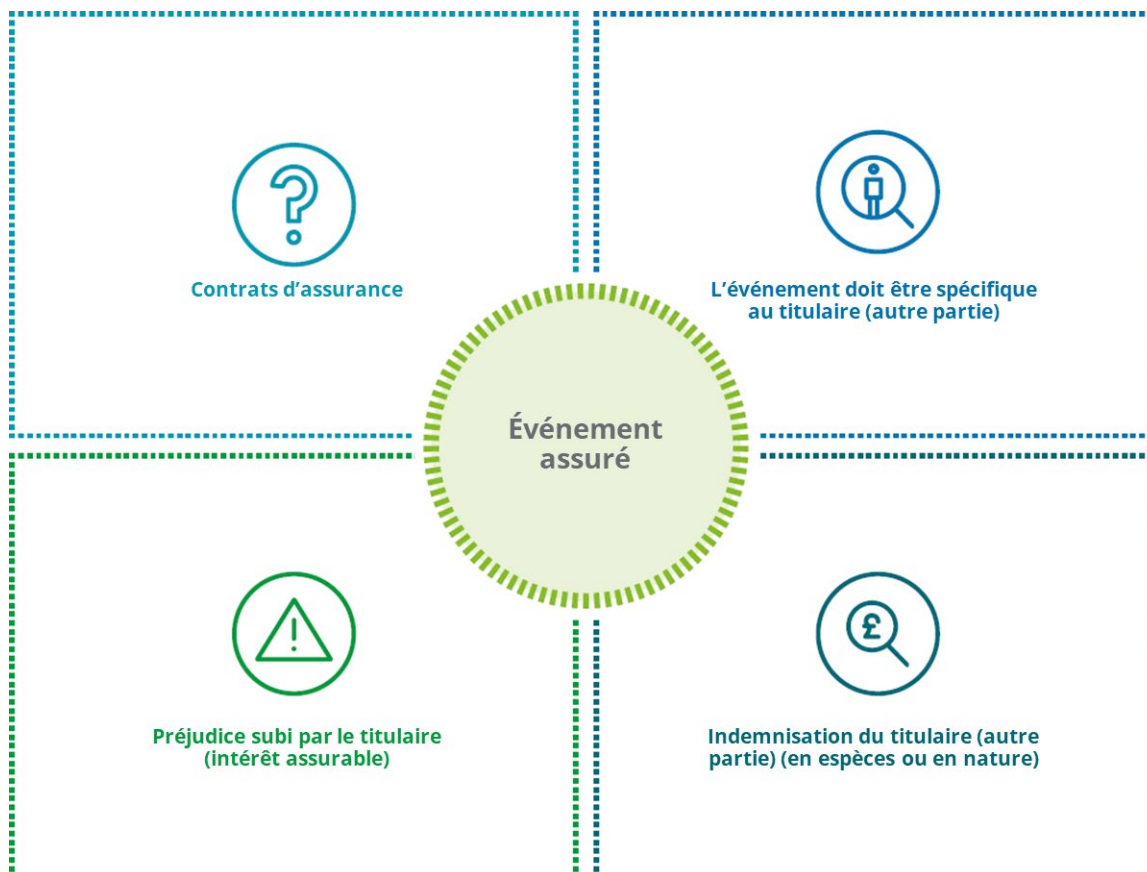 Contrats d'assurance
L'événement doit être spécifique
au titulaire (autre partie)
Événement
assuré
Préjudice subi par le titulaire
(intérêt assurable)
£
Indemnisation du titulaire (autre
partie) (en espèces ou en nature)